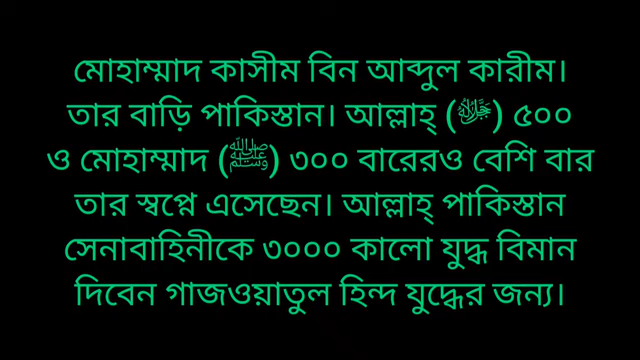 মোহাম্মাদ কাসীম বিন আব্দুল কারীম।
তার বাড়ি পাকিস্তান। আল্লাহ্ (ﷻ) ৫০০
ও মোহাম্মাদ (ﷺ) ৩০০ বারেরও বেশি বার
তার স্বপ্নে এসেছেন। আল্লাহ্ পাকিস্তান
সেনাবাহিনীকে ৩০০০ কালো যুদ্ধ বিমান
দিবেন গাজওয়াতুল হিন্দ যুদ্ধের জন্য।